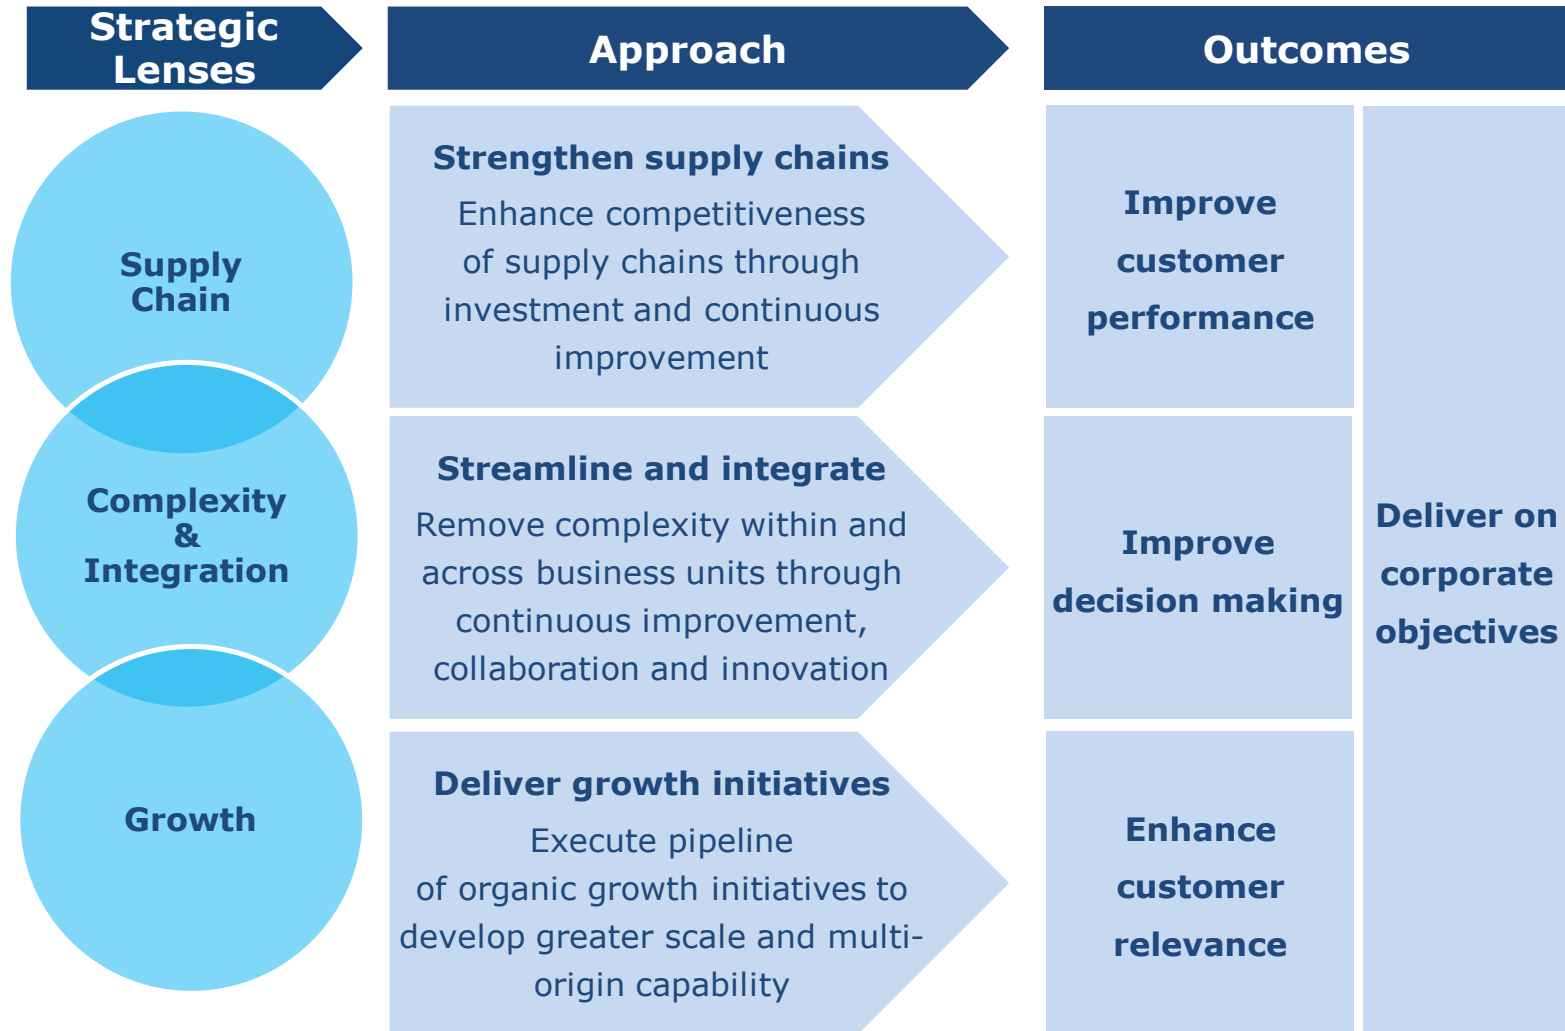 Strategic
Lenses
Approach
Outcomes
Supply
Chain
Strengthen supply chains
Enhance competitiveness
of supply chains through
investment and continuous
improvement
Improve
customer
performance
Complexity
&
Integration
Streamline and integrate
Remove complexity within and
across business units through
continuous improvement,
collaboration and innovation
Improve
decision making
Growth
Deliver growth initiatives
Execute pipeline
of organic growth initiatives to
develop greater scale and multi-
origin capability
Enhance
customer
relevance
Deliver on
corporate
objectives